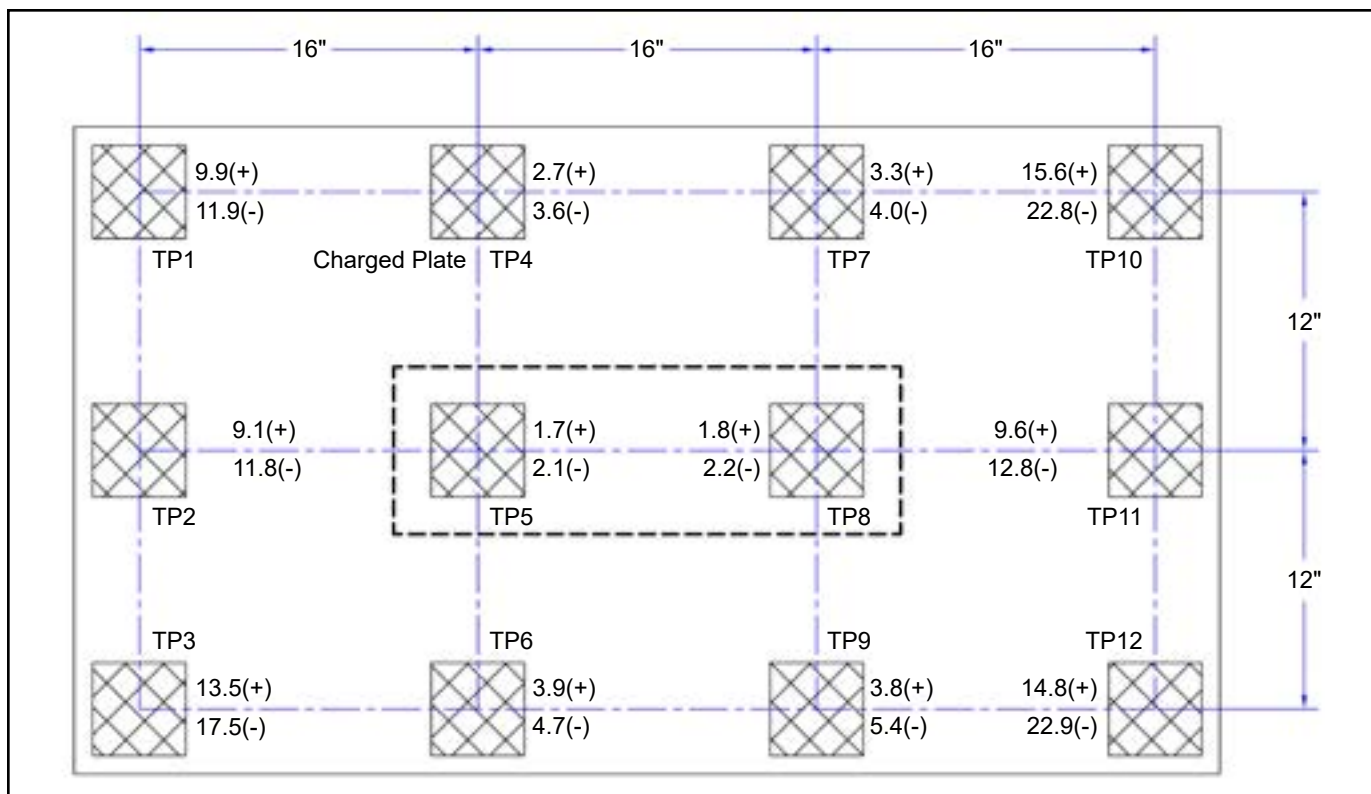 16" 16" 16"
9.9(+) 2.7(+) 3.3(+) 15.6(+)
11.9(-) 3.6(-) 4.0(-) 22.8(-)
TP1 Charged Plate TP4 TP7 TP10
12"
9.1(+) 1.7(+) 1.8(+) 9.6(+)
11.8(-) 2.1(-) 2.2(-) 12.8(-)
TP2 TP5 TP8 TP11
12"
TP3 TP6 TP9 TP12
13.5(+) 3.9(+) 3.8(+) 14.8(+)
17.5(-) 4.7(-) 5.4(-) 22.9(-)